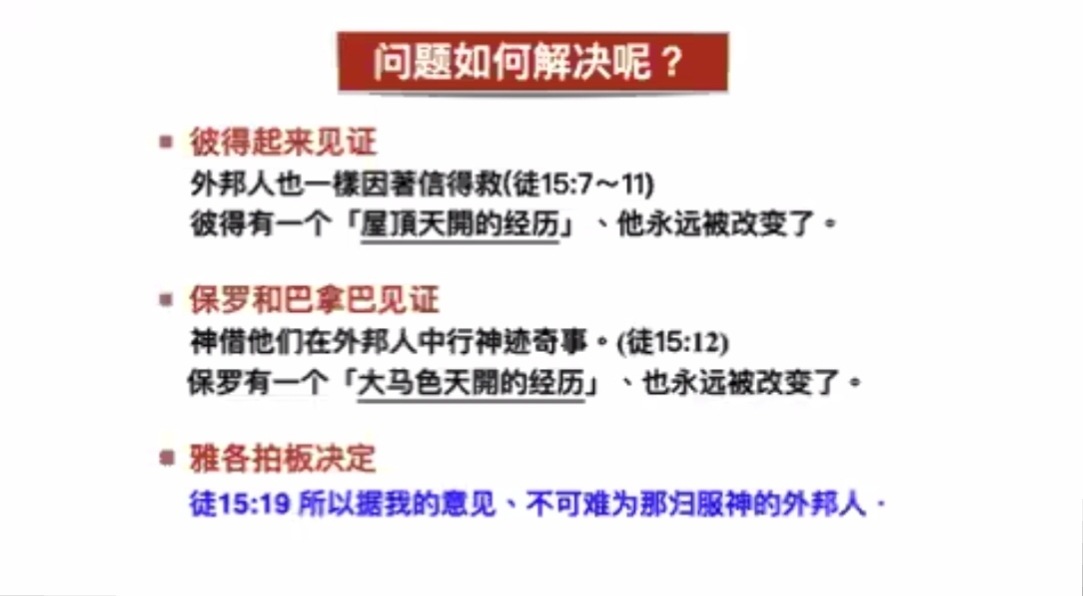 问题如何解决呢？
彼得起来见证
外邦人也一樣因著信得救(徒15:7～11)
彼得有一个「屋頂天開的经历」、他永远被改变了。
保罗和巴拿巴见证
神借他们在外邦人中行神迹奇事。(徒15:12)
保罗有一个「大马色天開的经历」、也永远被改变了。
雅各拍板决定
徒15:19 所以据我的意见、不可难为那归服神的外邦人·